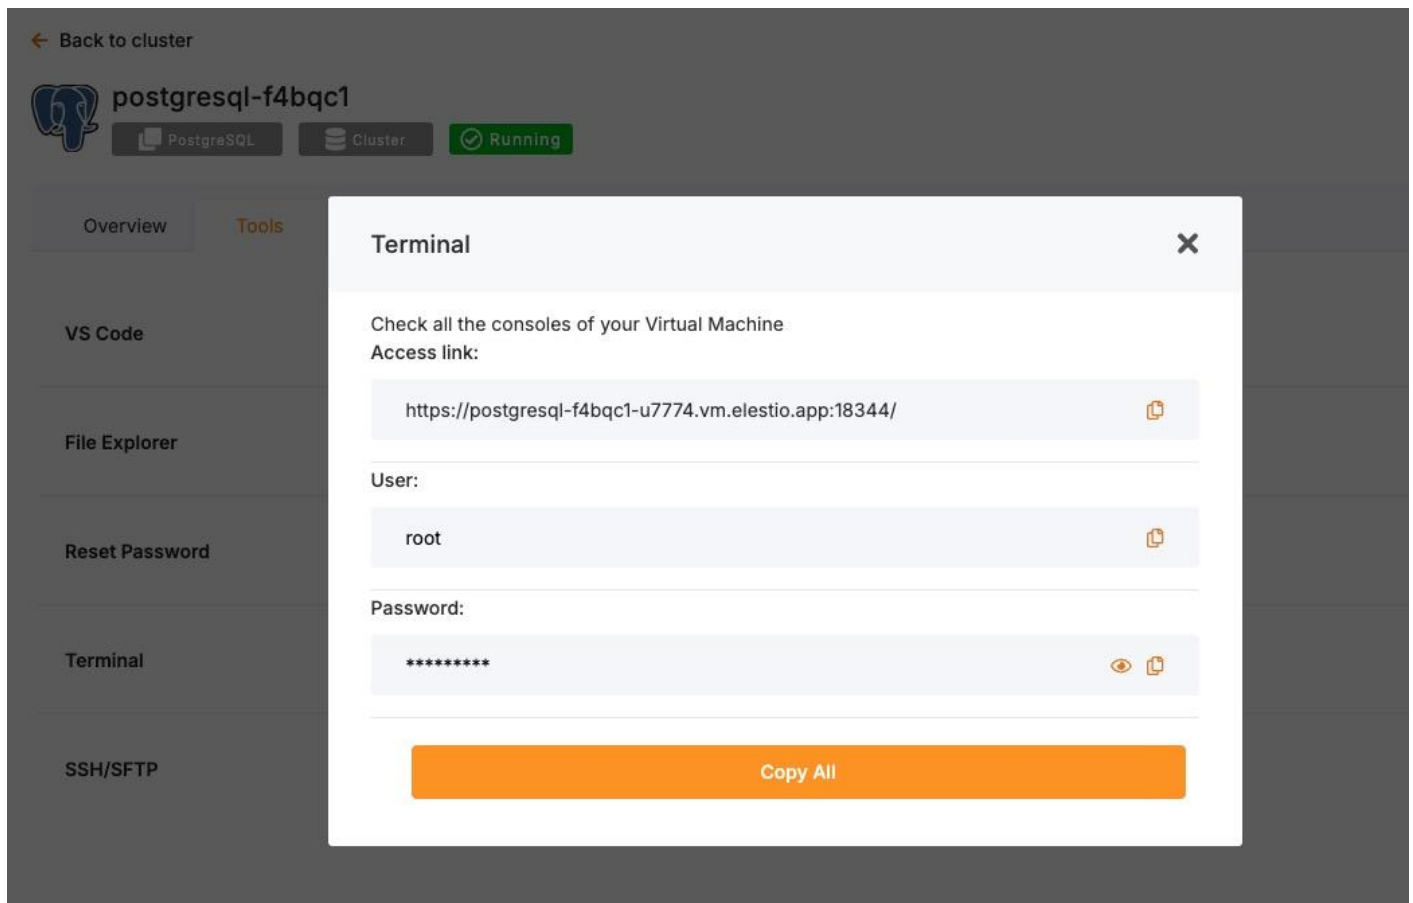 Back to cluster
postgresql-f4bqc1
PostgreSQL
Cluster
Running
Overview
Tools
VS Code
File Explorer
Reset Password
Terminal
SSH/SFTP
Terminal
Check all the consoles of your Virtual Machine
Access link:
https://postgresql-f4bqc1-u7774.vm.elestio.app:18344/
User:
root
Password:
*********
Copy All